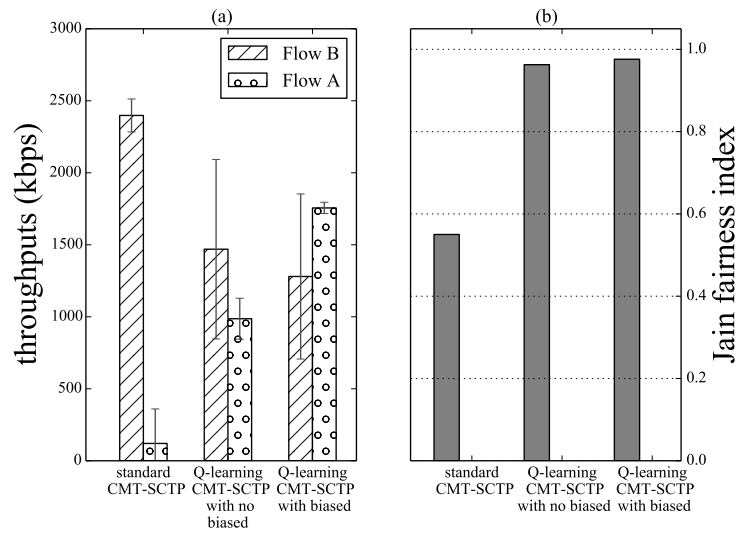 (a)
throughputs (kbps)
3000
2500
2000
1500
1000
500
0
Flow B
Flow A
standard
CMT-SCTP
Q-learning
CMT-SCTP
with no
biased
Q-learning
CMT-SCTP
with biased
(b)
1.0
0.8
0.6
0.4
0.2
0.0
Jain fairness index
standard
CMT-SCTP
Q-learning
CMT-SCTP
with no biased
Q-learning
CMT-SCTP
with biased